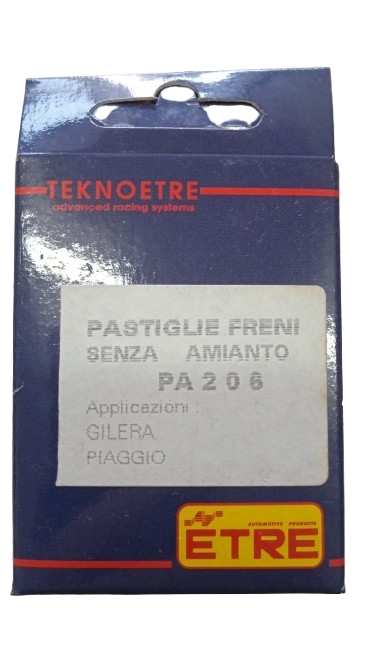 TEKNOETRE
advanced racing systems
PASTIGLIE FRENI
SENZA AMIANTO
PA 2 0 6
Applicazioni :
GILERA
PIAGGIO
AUTOMOTIVE PRODUCTS
ETRE